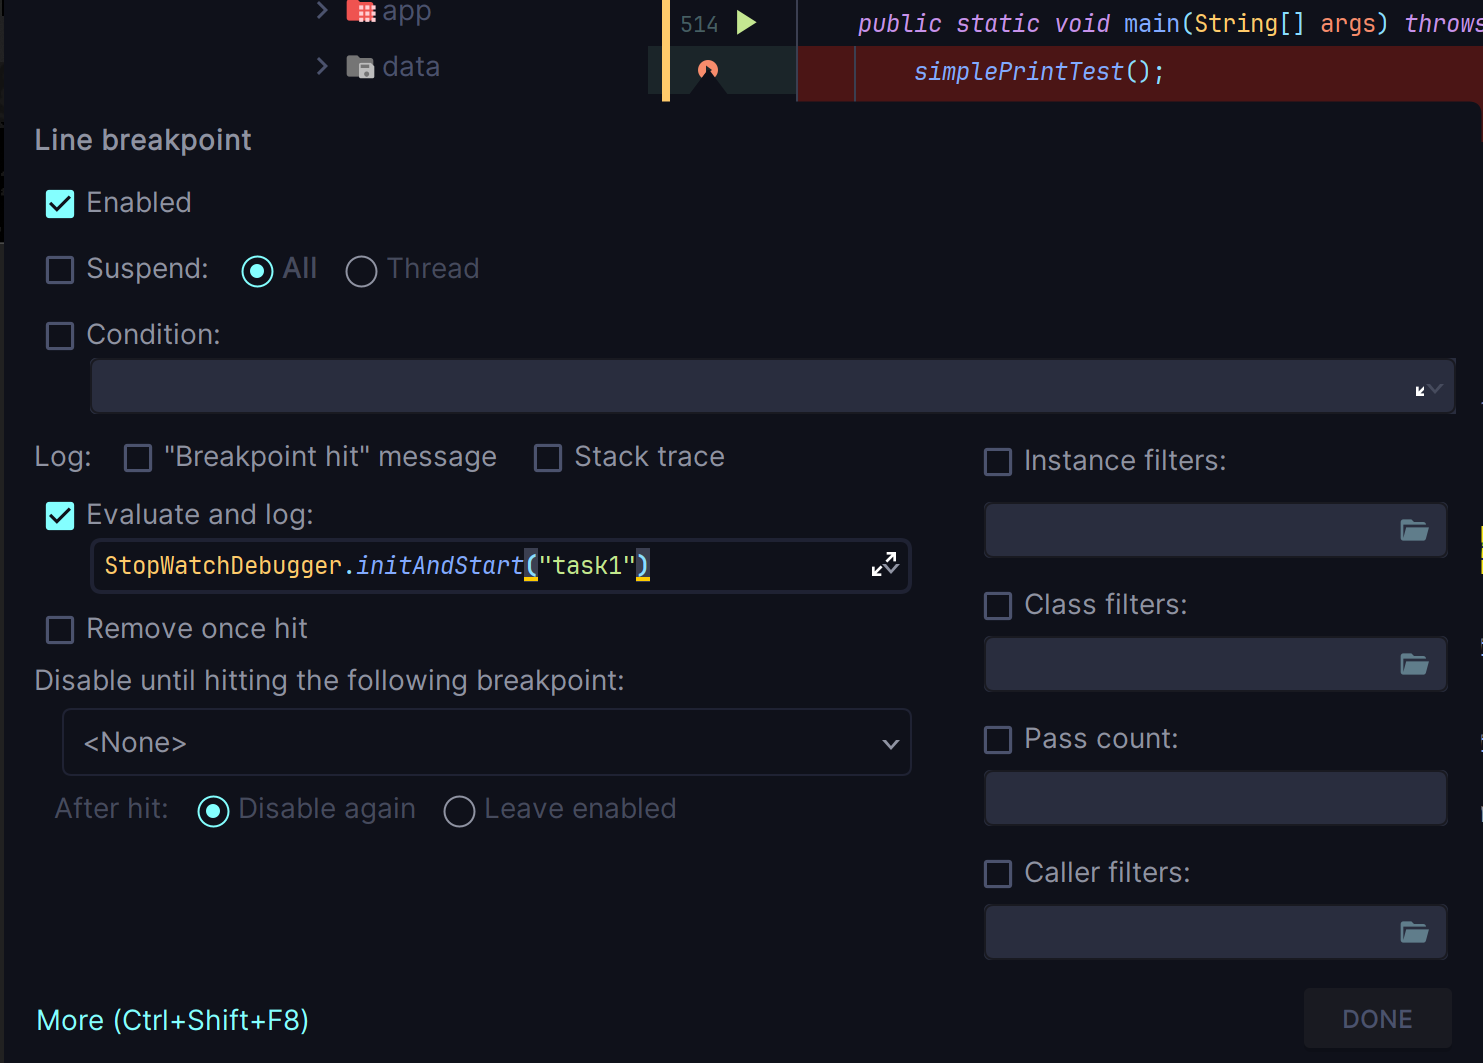 app
514 public static void main(String[] args) throws
data
simplePrintTest();
Line breakpoint
Enabled
Suspend: All Thread
Condition:
Log: "Breakpoint hit" message Stack trace
Instance filters:
Evaluate and log:
StopWatchDebugger.initAndStart("task1")
Class filters:
Remove once hit
Disable until hitting the following breakpoint:
<None>
Pass count:
After hit: Disable again Leave enabled
Caller filters:
More (Ctrl+Shift+F8)
DONE